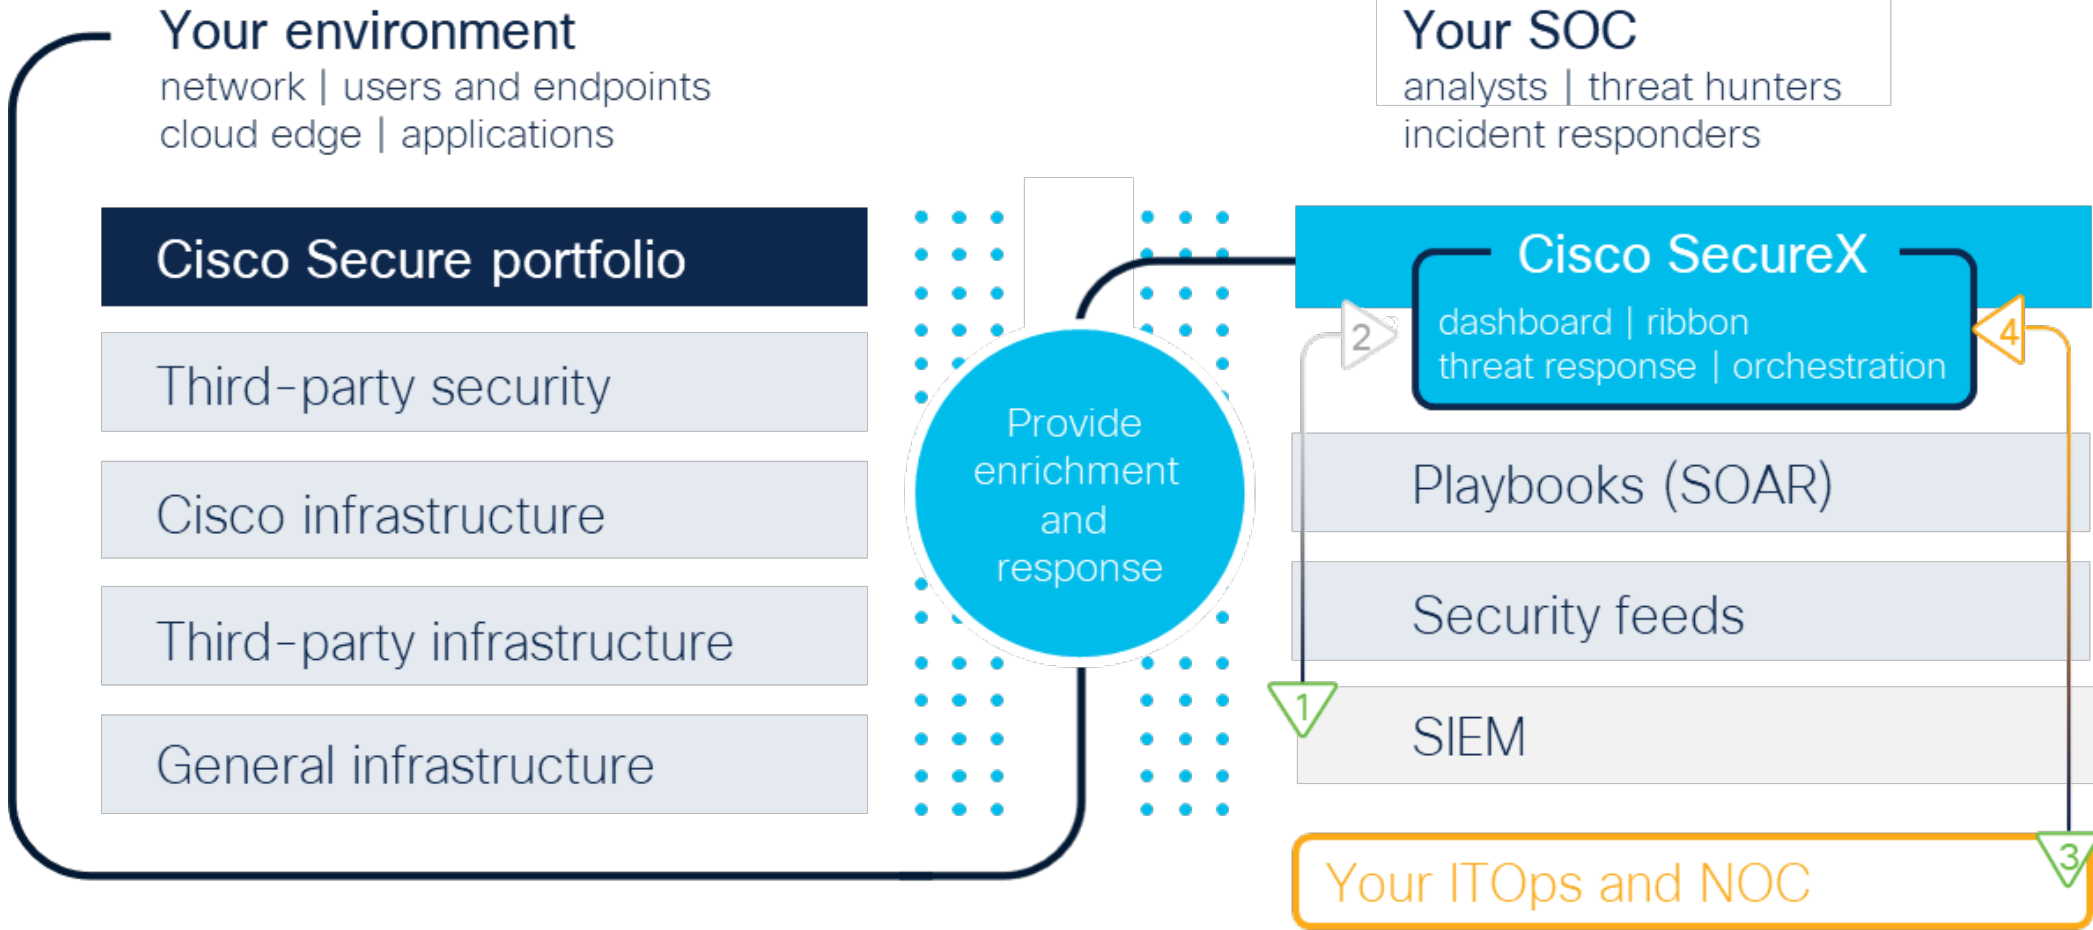 Your environment
network | users and endpoints
cloud edge | applications
Cisco Secure portfolio
Third-party security
Cisco infrastructure
Third-party infrastructure
General infrastructure
Provide
enrichment
and
response
Your SOC
analysts | threat hunters
incident responders
Cisco SecureX
dashboard | ribbon
threat response | orchestration
2
4
Playbooks (SOAR)
Security feeds
1
SIEM
Your ITOps and NOC
3